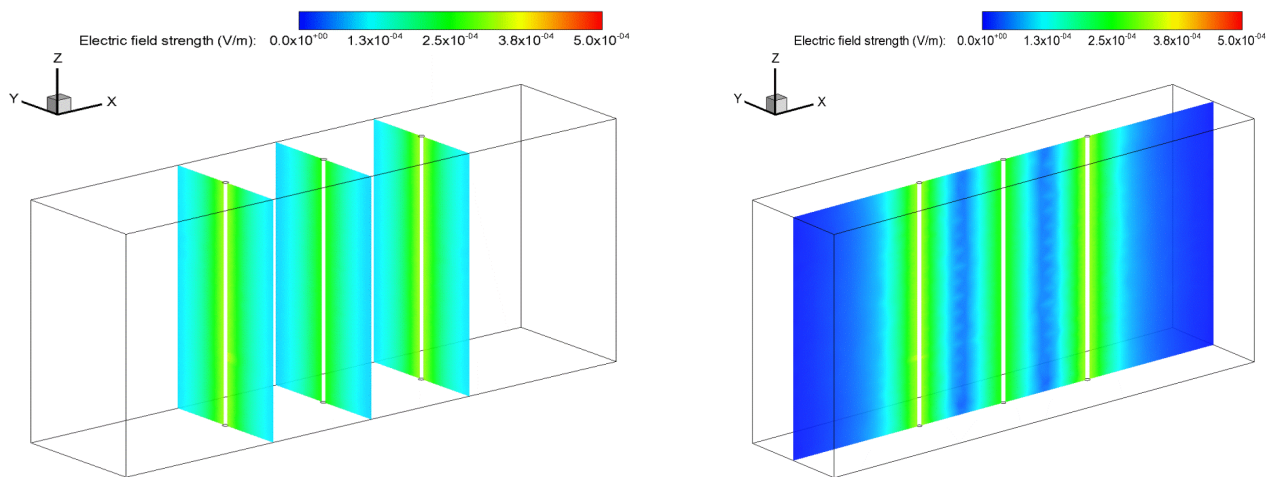 Electric field strength (V/m): 0.0x10⁺⁰⁰ 1.3x10⁻⁰⁴ 2.5x10⁻⁰⁴ 3.8x10⁻⁰⁴ 5.0x10⁻⁰⁴
Z
Y
X
Electric field strength (V/m): 0.0x10⁺⁰⁰ 1.3x10⁻⁰⁴ 2.5x10⁻⁰⁴ 3.8x10⁻⁰⁴ 5.0x10⁻⁰⁴
Z
Y
X